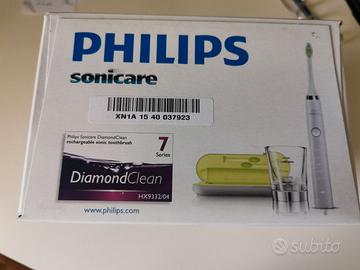 PHILIPS
sonicare
XN1A 15 40 037923
Philips Sonicare DiamondClean
rechargeable sonic toothbrush
7
Series
DiamondClean
HX9332/04
www.philips.com
subito